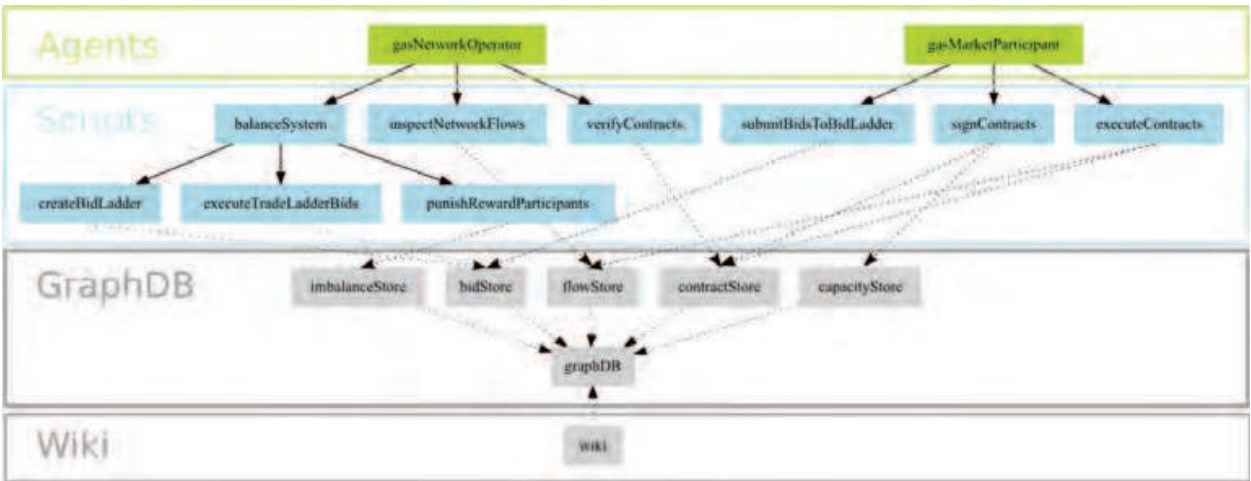 Agents
gasNetworkOperator gasMarketParticipant
Scripts
balanceSystem inspectNetworkFlows verifyContracts submitBidsToBidLadder signContracts executeContracts
createBidLadder executeTradeLadderBids punishRewardParticipants
GraphDB
imbalanceStore bidStore flowStore contractStore capacityStore
graphDB
Wiki
wiki